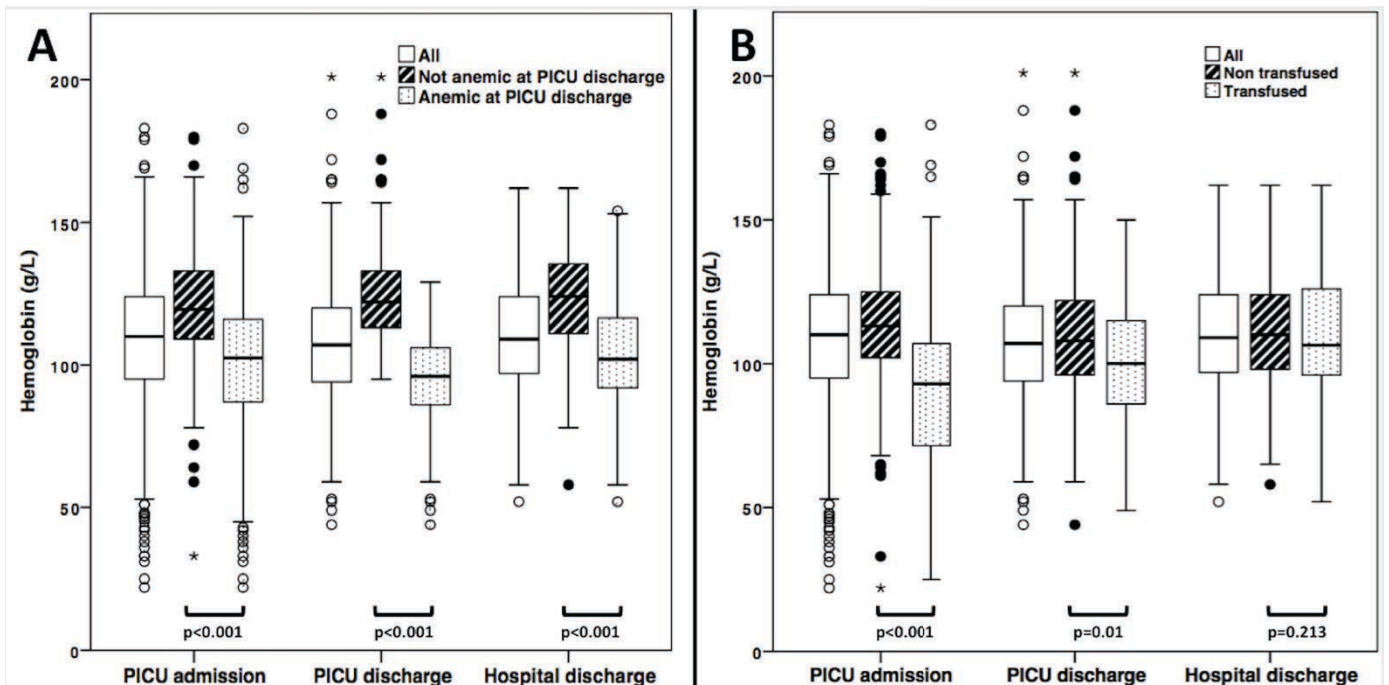 A
All
Not anemic at PICU discharge
Anemic at PICU discharge
Hemoglobin (g/L)
200
150
100
50
0
p<0.001
p<0.001
p<0.001
PICU admission
PICU discharge
Hospital discharge
B
All
Non transfused
Transfused
Hemoglobin (g/L)
200
150
100
50
0
p<0.001
p=0.01
p=0.213
PICU admission
PICU discharge
Hospital discharge